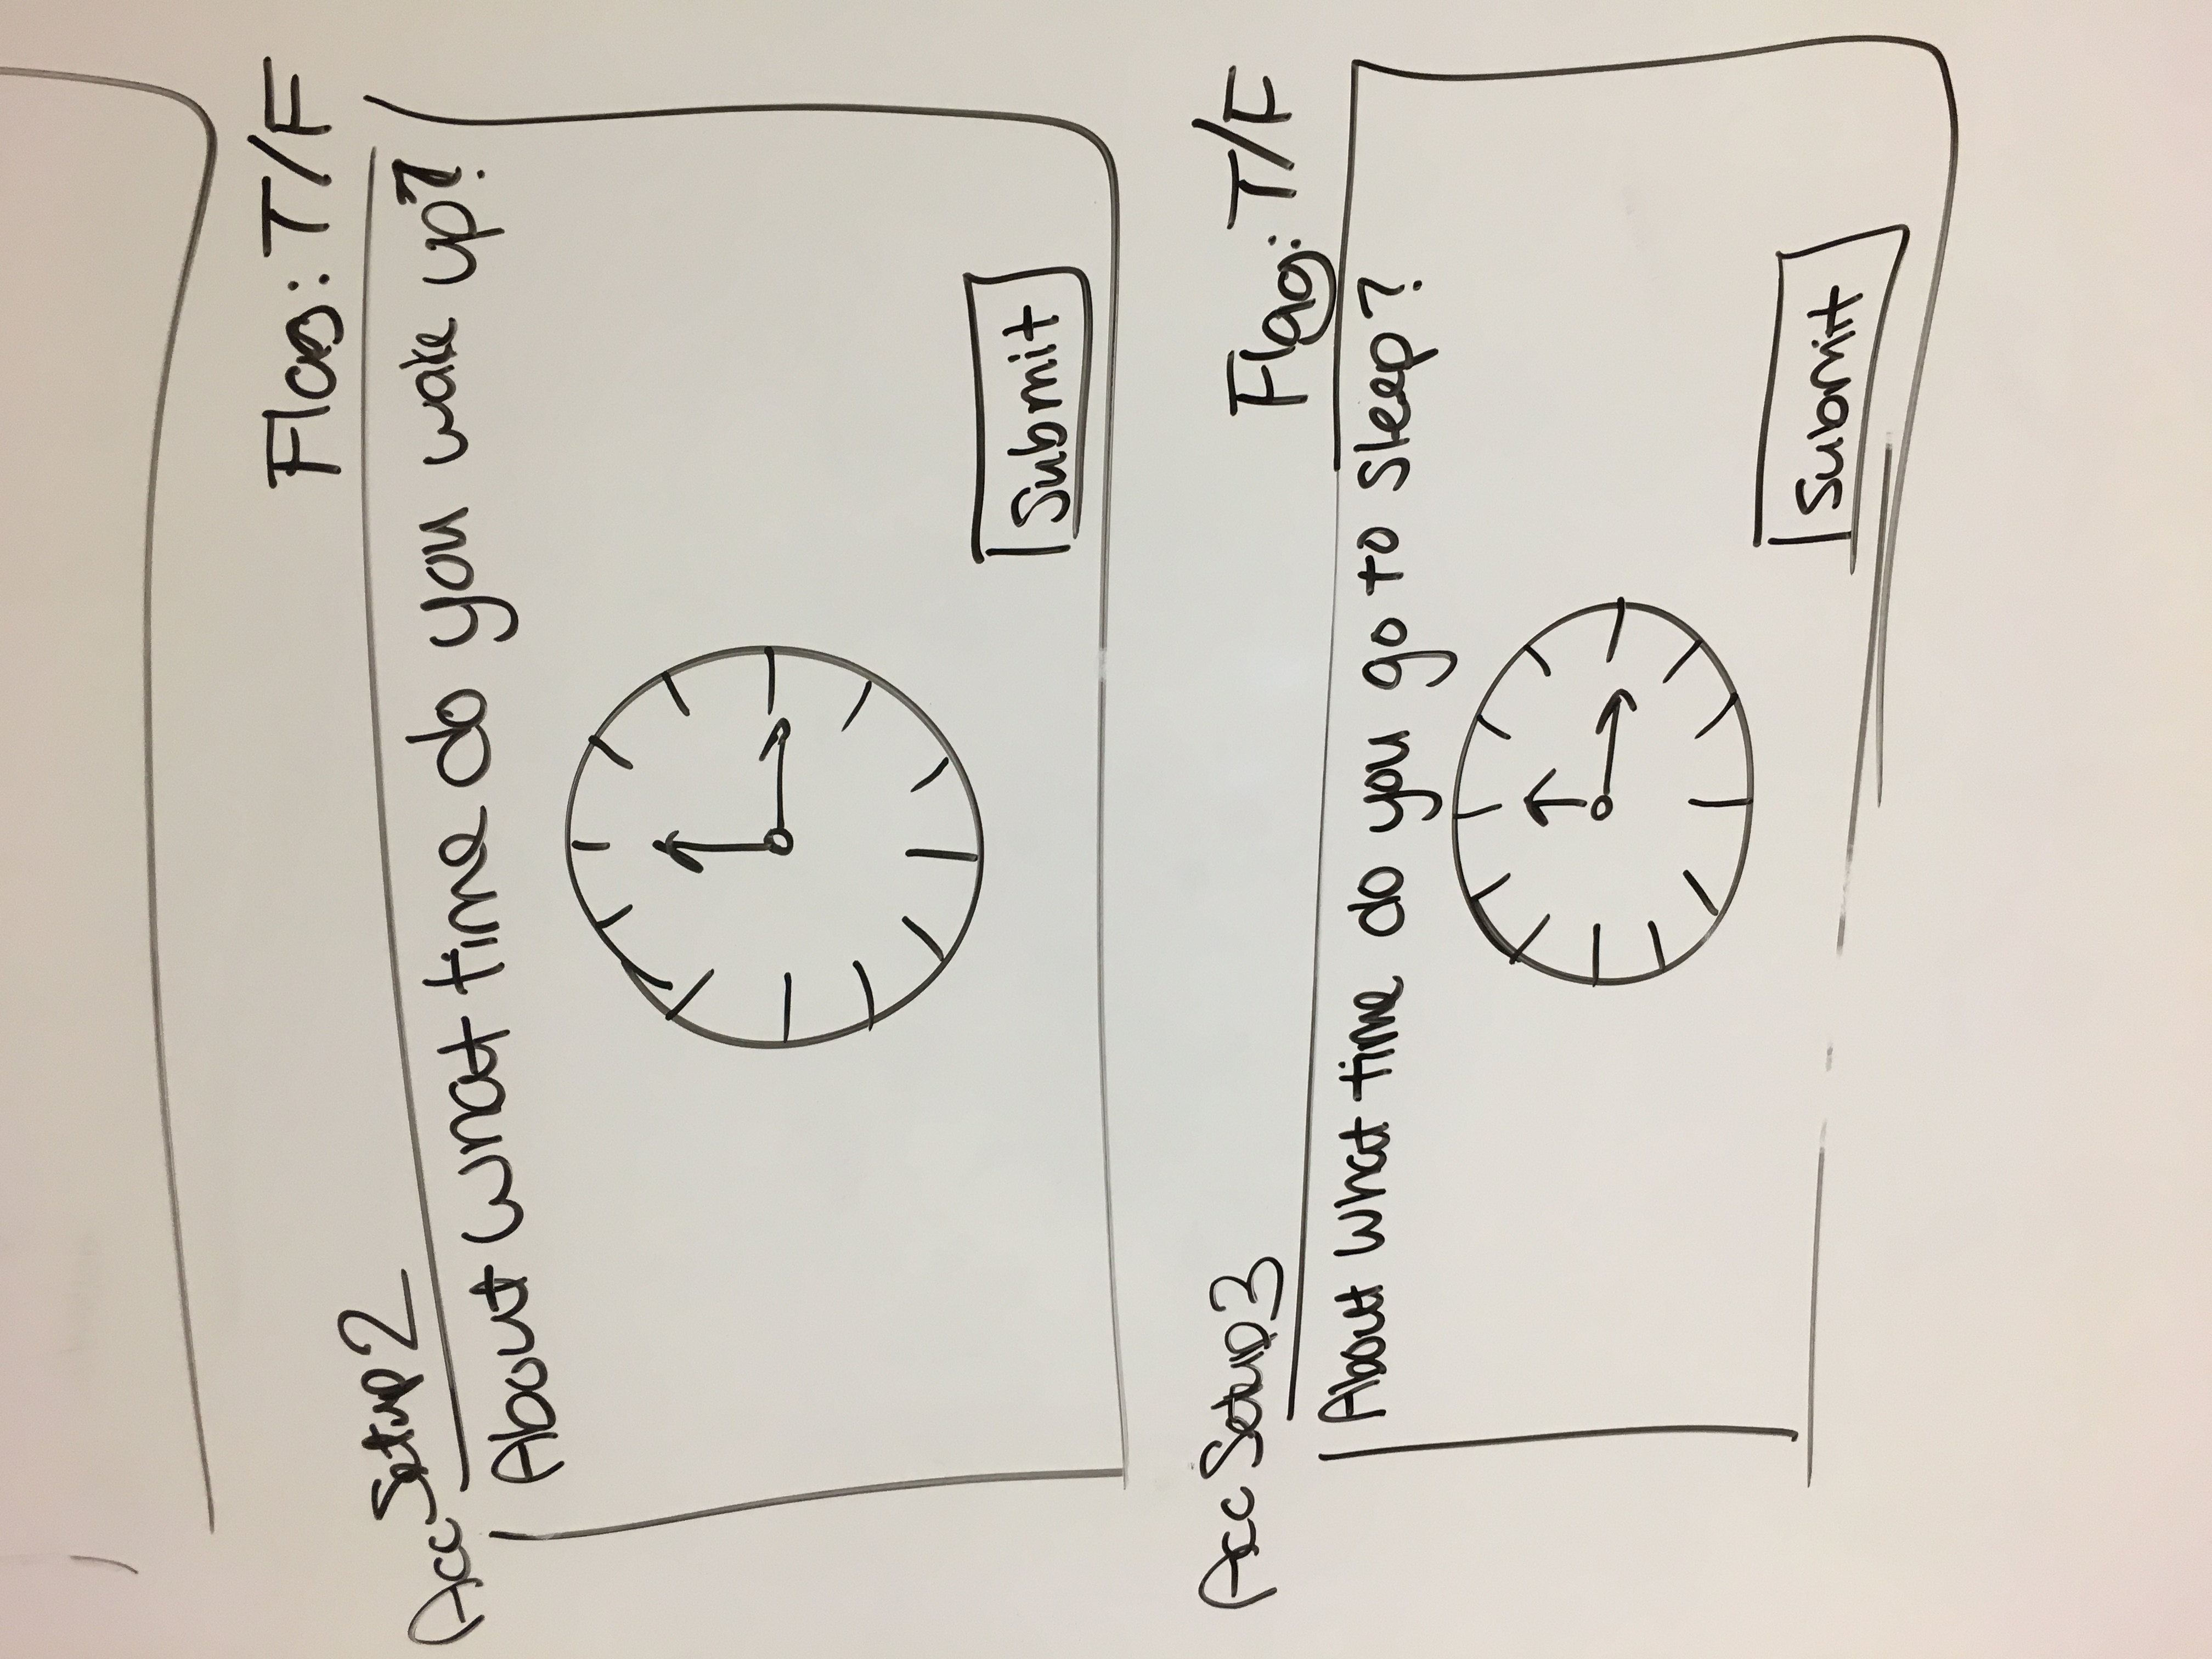 Flag: T/F
Acc Setup 2
About what time do you wake up?
Submit
Acc Setup 3
Flag: T/F
About what time do you go to sleep?
Submit